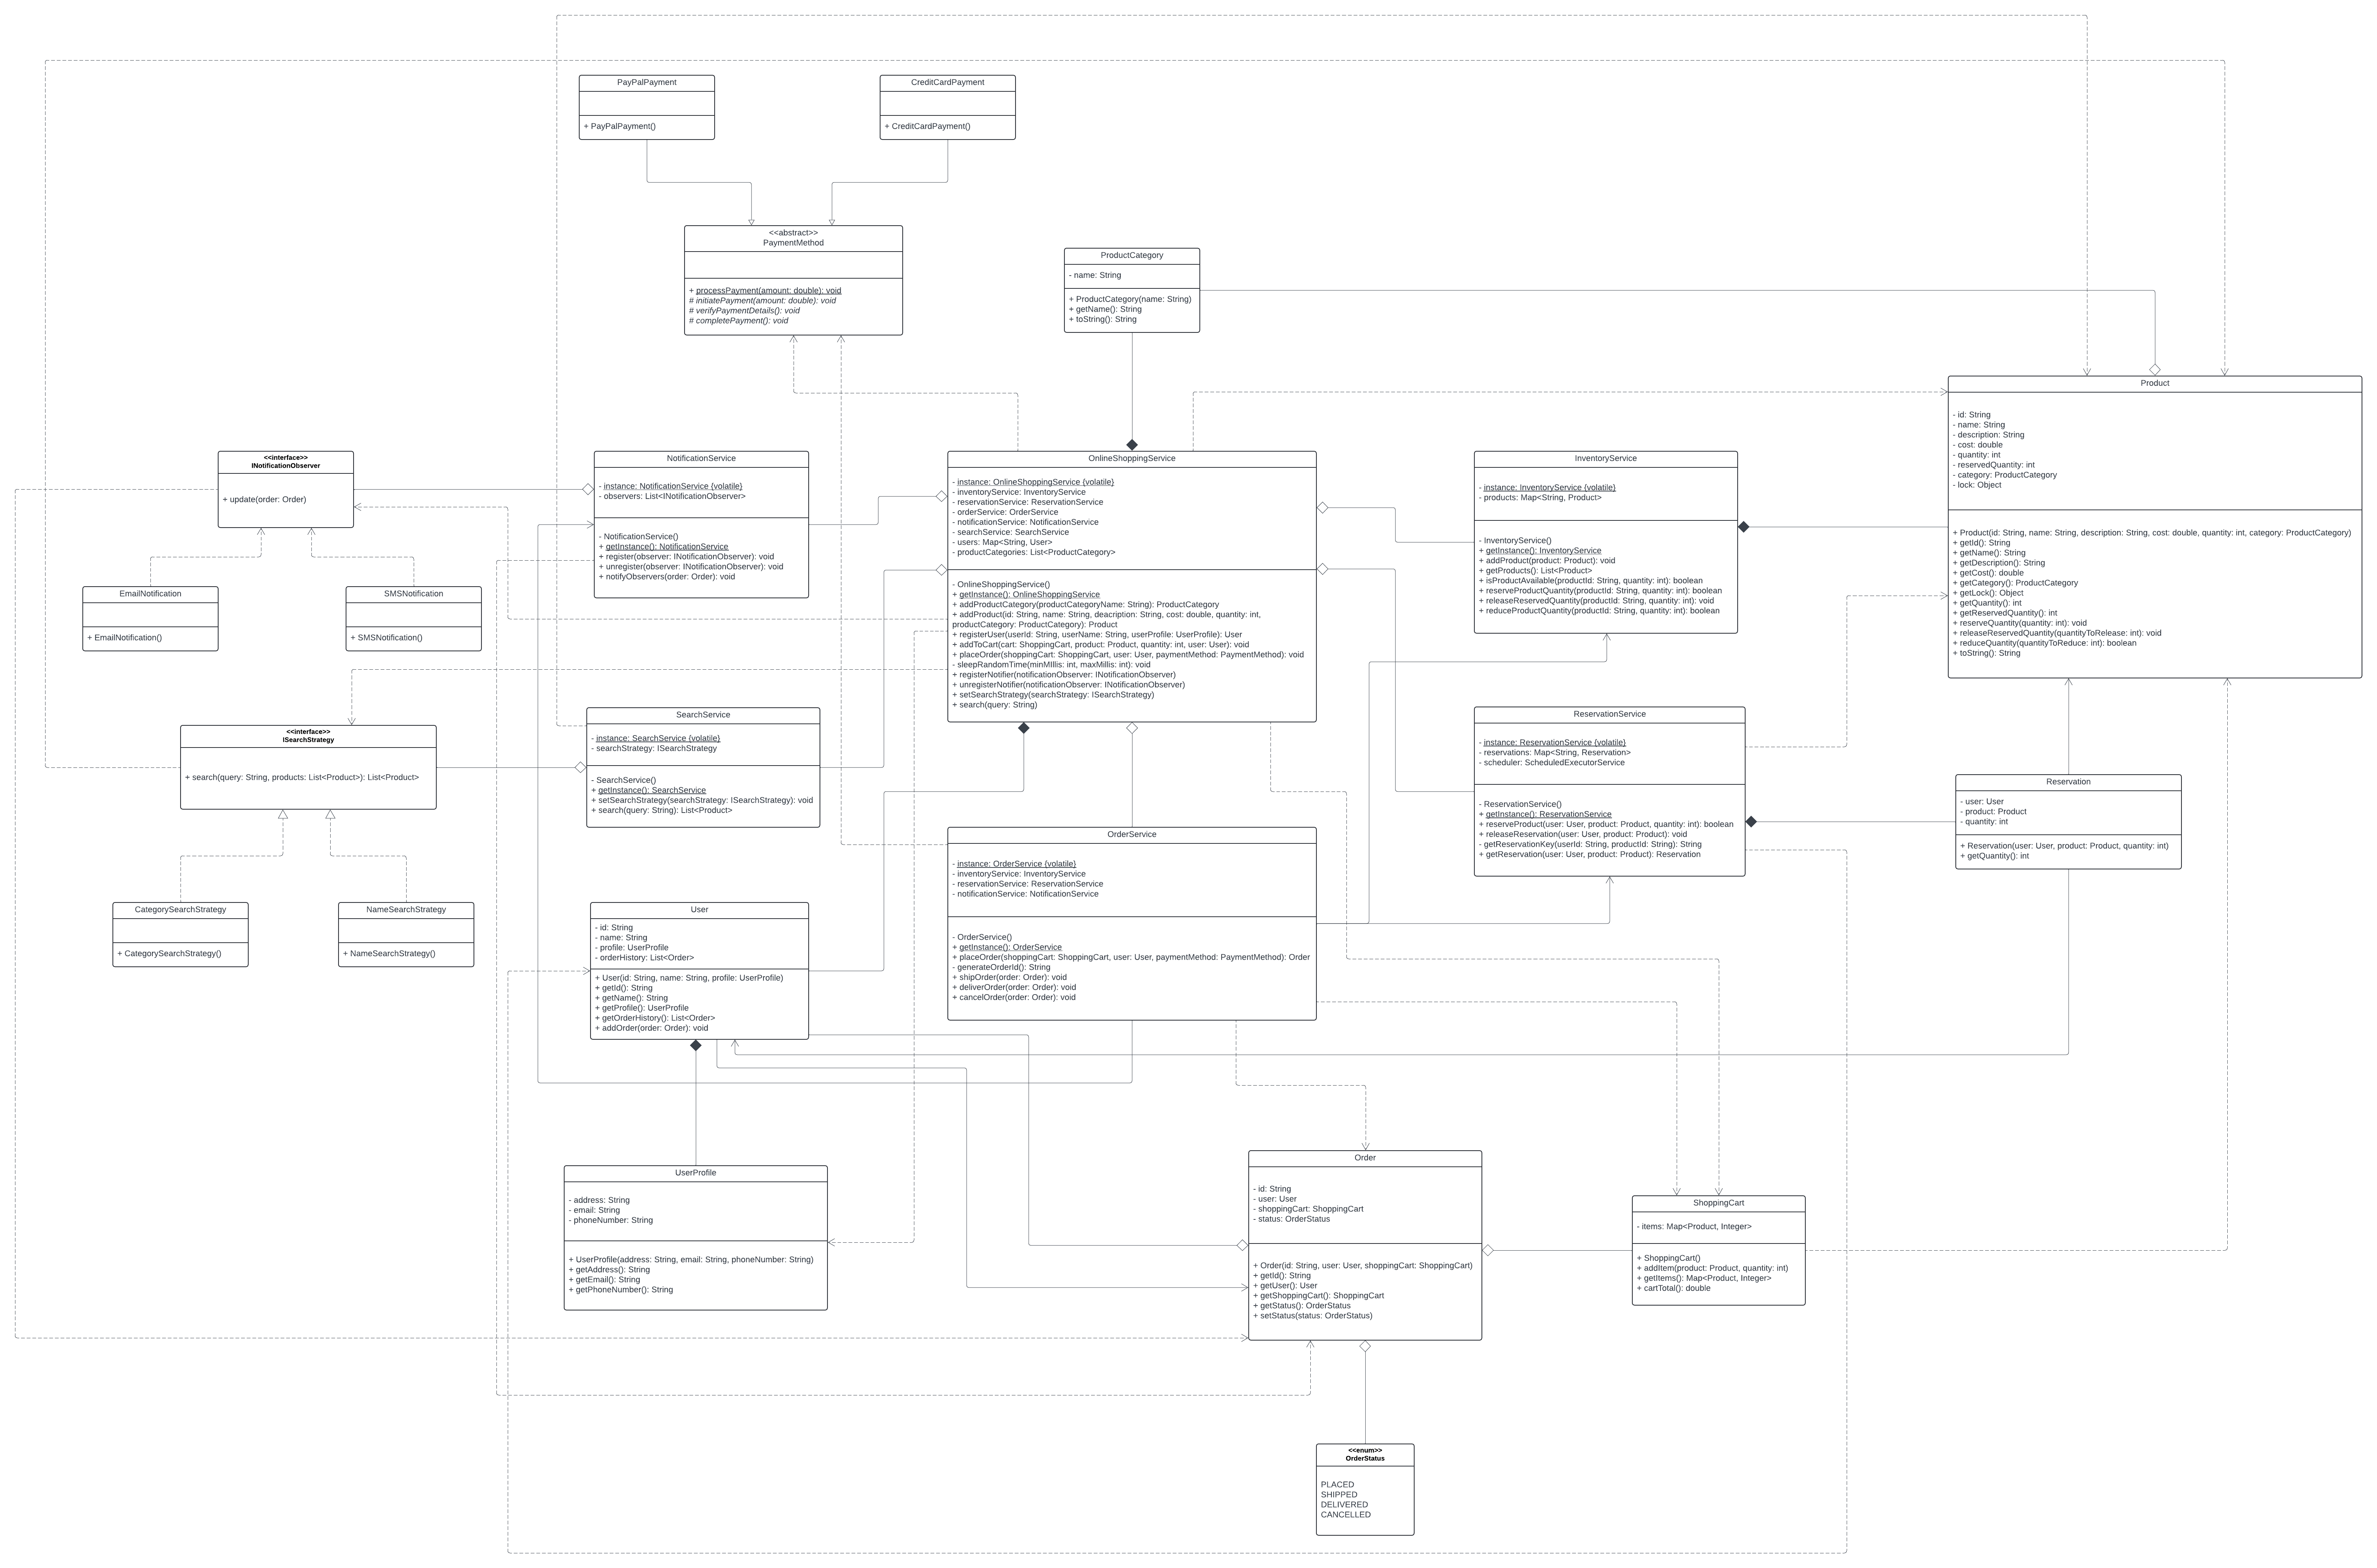 PayPalPayment
+ PayPalPayment()
CreditCardPayment
+ CreditCardPayment()
<<abstract>>
PaymentMethod
+ processPayment(amount: double): void
# initiatePayment(amount: double): void
# verifyPaymentDetails(): void
# completePayment(): void
ProductCategory
- name: String
+ ProductCategory(name: String)
+ getName(): String
+ toString(): String
Product
- id: String
- name: String
- description: String
- cost: double
- quantity: int
- reservedQuantity: int
- category: ProductCategory
- lock: Object
+ Product(id: String, name: String, description: String, cost: double, quantity: int, category: ProductCategory)
+ getId(): String
+ getName(): String
+ getDescription(): String
+ getCost(): double
+ getCategory(): ProductCategory
+ getLock(): Object
+ getQuantity(): int
+ getReservedQuantity(): int
+ reserveQuantity(quantity: int): void
+ releaseReservedQuantity(quantityToRelease: int): void
+ reduceQuantity(quantityToReduce: int): boolean
+ toString(): String
<<interface>>
INotificationObserver
+ update(order: Order)
NotificationService
- instance: NotificationService {volatile}
- observers: List<INotificationObserver>
- NotificationService()
+ getInstance(): NotificationService
+ register(observer: INotificationObserver): void
+ unregister(observer: INotificationObserver): void
+ notifyObservers(order: Order): void
OnlineShoppingService
- instance: OnlineShoppingService {volatile}
- inventoryService: InventoryService
- reservationService: ReservationService
- orderService: OrderService
- notificationService: NotificationService
- searchService: SearchService
- users: Map<String, User>
- productCategories: List<ProductCategory>
- OnlineShoppingService()
+ getInstance(): OnlineShoppingService
+ addProductCategory(productCategoryName: String): ProductCategory
+ addProduct(id: String, name: String, deacription: String, cost: double, quantity: int,
productCategory: ProductCategory): Product
+ registerUser(userId: String, userName: String, userProfile: UserProfile): User
+ addToCart(cart: ShoppingCart, product: Product, quantity: int, user: User): void
+ placeOrder(shoppingCart: ShoppingCart, user: User, paymentMethod: PaymentMethod): void
- sleepRandomTime(minMIllis: int, maxMillis: int): void
+ registerNotifier(notificationObserver: INotificationObserver)
+ unregisterNotifier(notificationObserver: INotificationObserver)
+ setSearchStrategy(searchStrategy: ISearchStrategy)
+ search(query: String)
InventoryService
- instance: InventoryService {volatile}
- products: Map<String, Product>
- InventoryService()
+ getInstance(): InventoryService
+ addProduct(product: Product): void
+ getProducts(): List<Product>
+ isProductAvailable(productId: String, quantity: int): boolean
+ reserveProductQuantity(productId: String, quantity: int): boolean
+ releaseReservedQuantity(productId: String, quantity: int): void
+ reduceProductQuantity(productId: String, quantity: int): boolean
EmailNotification
+ EmailNotification()
SMSNotification
+ SMSNotification()
<<interface>>
ISearchStrategy
+ search(query: String, products: List<Product>): List<Product>
SearchService
- instance: SearchService {volatile}
- searchStrategy: ISearchStrategy
- SearchService()
+ getInstance(): SearchService
+ setSearchStrategy(searchStrategy: ISearchStrategy): void
+ search(query: String): List<Product>
ReservationService
- instance: ReservationService {volatile}
- reservations: Map<String, Reservation>
- scheduler: ScheduledExecutorService
- ReservationService()
+ getInstance(): ReservationService
+ reserveProduct(user: User, product: Product, quantity: int): boolean
+ releaseReservation(user: User, product: Product): void
- getReservationKey(userId: String, productId: String): String
+ getReservation(user: User, product: Product): Reservation
Reservation
- user: User
- product: Product
- quantity: int
+ Reservation(user: User, product: Product, quantity: int)
+ getQuantity(): int
OrderService
- instance: OrderService {volatile}
- inventoryService: InventoryService
- reservationService: ReservationService
- notificationService: NotificationService
- OrderService()
+ getInstance(): OrderService
+ placeOrder(shoppingCart: ShoppingCart, user: User, paymentMethod: PaymentMethod): Order
- generateOrderId(): String
+ shipOrder(order: Order): void
+ deliverOrder(order: Order): void
+ cancelOrder(order: Order): void
CategorySearchStrategy
+ CategorySearchStrategy()
NameSearchStrategy
+ NameSearchStrategy()
User
- id: String
- name: String
- profile: UserProfile
- orderHistory: List<Order>
+ User(id: String, name: String, profile: UserProfile)
+ getId(): String
+ getName(): String
+ getProfile(): UserProfile
+ getOrderHistory(): List<Order>
+ addOrder(order: Order): void
UserProfile
- address: String
- email: String
- phoneNumber: String
+ UserProfile(address: String, email: String, phoneNumber: String)
+ getAddress(): String
+ getEmail(): String
+ getPhoneNumber(): String
Order
- id: String
- user: User
- shoppingCart: ShoppingCart
- status: OrderStatus
+ Order(id: String, user: User, shoppingCart: ShoppingCart)
+ getId(): String
+ getUser(): User
+ getShoppingCart(): ShoppingCart
+ getStatus(): OrderStatus
+ setStatus(status: OrderStatus)
ShoppingCart
- items: Map<Product, Integer>
+ ShoppingCart()
+ addItem(product: Product, quantity: int)
+ getItems(): Map<Product, Integer>
+ cartTotal(): double
<<enum>>
OrderStatus
PLACED
SHIPPED
DELIVERED
CANCELLED